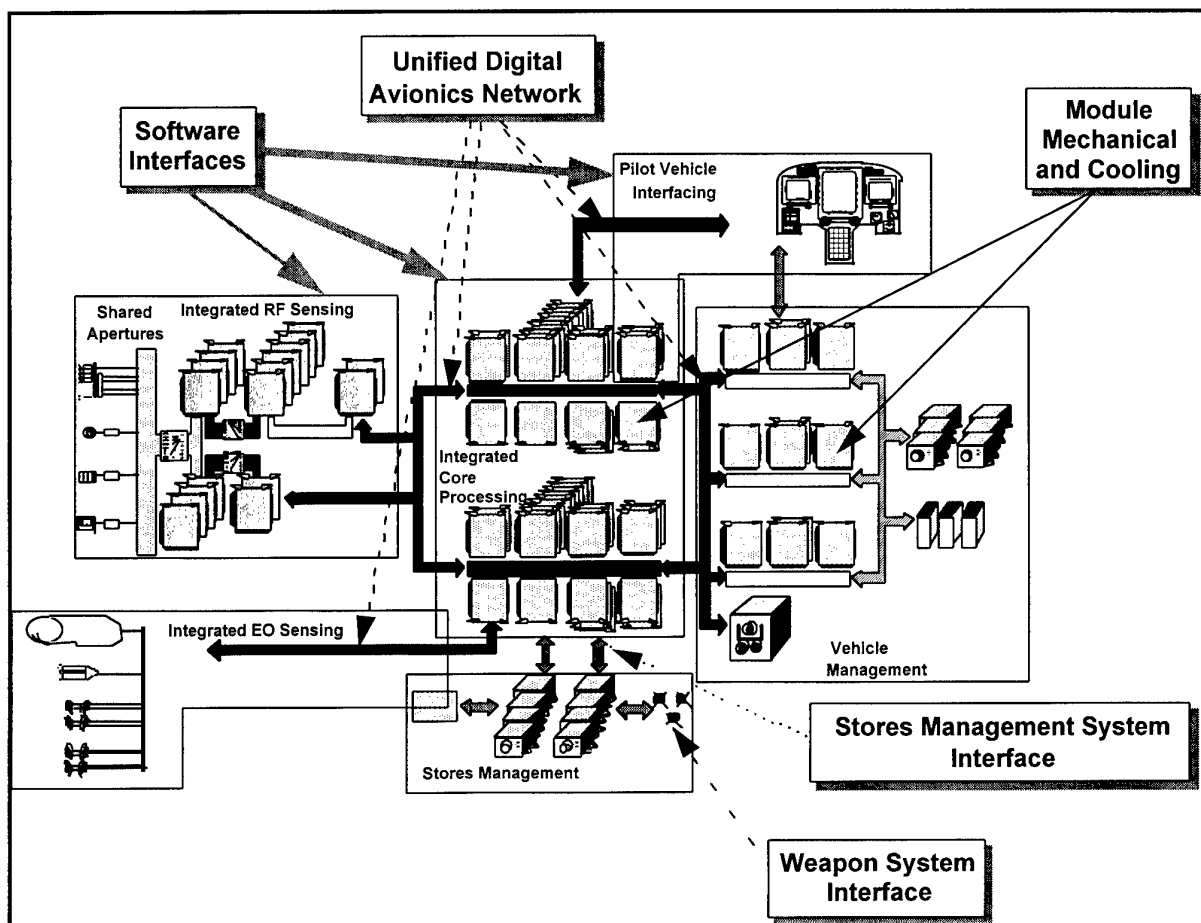 Unified Digital
Avionics Network
Software
Interfaces
Module
Mechanical
and Cooling
Pilot Vehicle
Interfacing
Shared
Apertures
Integrated RF Sensing
Integrated
Core
Processing
Integrated EO Sensing
Vehicle
Management
Stores Management
Stores Management System
Interface
Weapon System
Interface